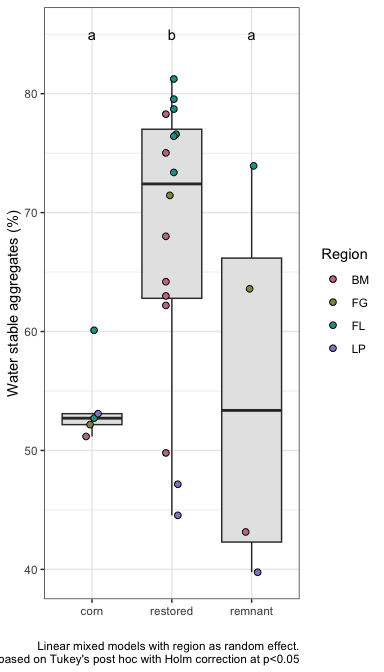 a b a
80
70
60
50
40
Water stable aggregates (%)
corn restored remnant
Region
BM
FG
FL
LP
Linear mixed models with region as random effect.
based on Tukey's post hoc with Holm correction at p<0.05